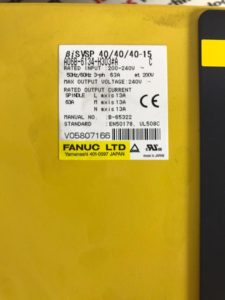 βiSVSP 40/40/40-15
A06B-6134-H303#A C
RATED INPUT 200-240V ~
50Hz/60Hz 3-ph 63A at 200V
MAX OUTPUT VOLTAGE 240V ~
RATED OUTPUT CURRENT
SPINDLE L axis 13A
63A M axis 13A
N axis 13A
MANUAL NO. B-65322
STANDARD EN50178, UL508C
V05807166
FANUC LTD
Yamanashi 401-0597 JAPAN
CE